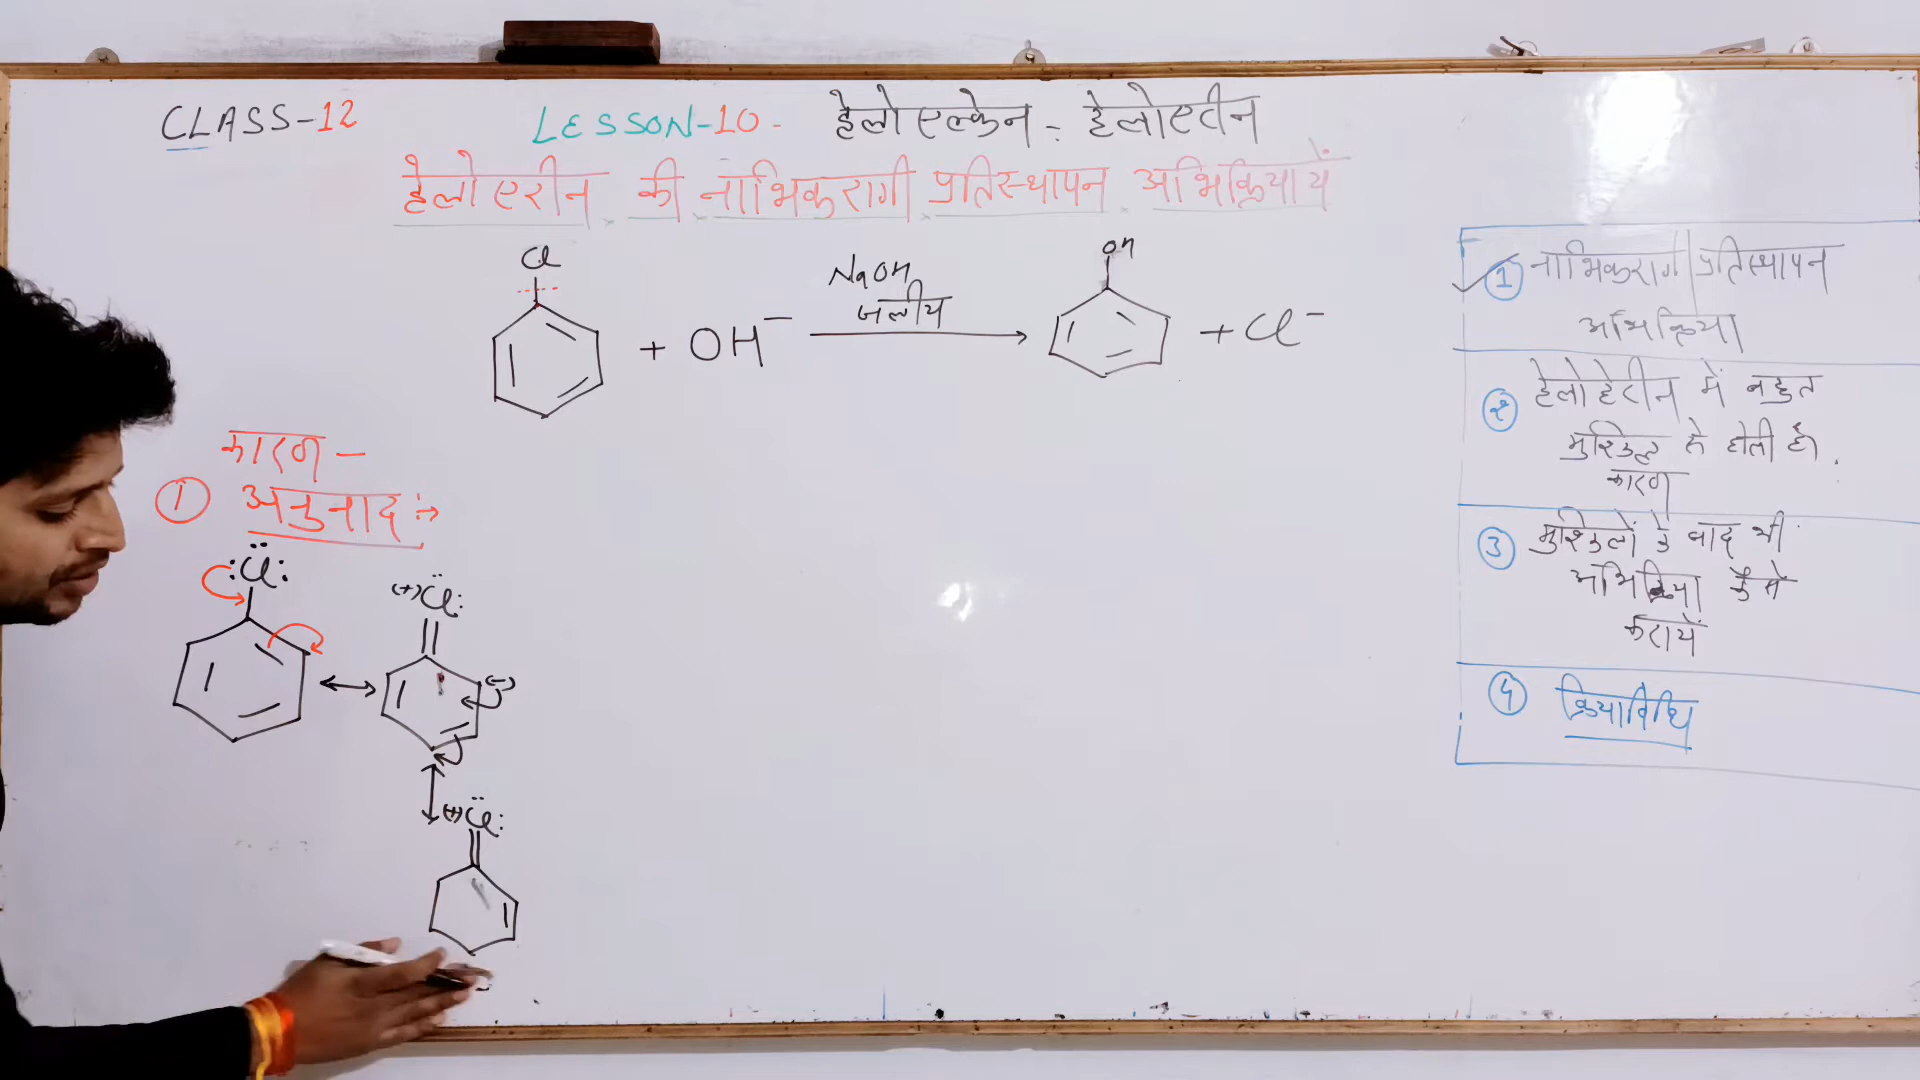 CLASS-12
LESSON-10- हेलोएल्केन - हेलोएरीन
हेलोएरीन की नाभिकरागी प्रतिस्थापन अभिक्रियायें
Cl
+ OH⁻
NaOH
जलीय
OH
+ Cl⁻
कारण –
① अनुनाद :→
:C̈l:
(+)C̈l:
(-)
(+)C̈l:
① नाभिकरागी प्रतिस्थापन
अभिक्रिया
② हेलोहेरीन में बहुत
मुश्किल से होती है।
कारण
③ मुश्किलों के बाद भी
अभिक्रिया कैसे
करायें
④ क्रियाविधि